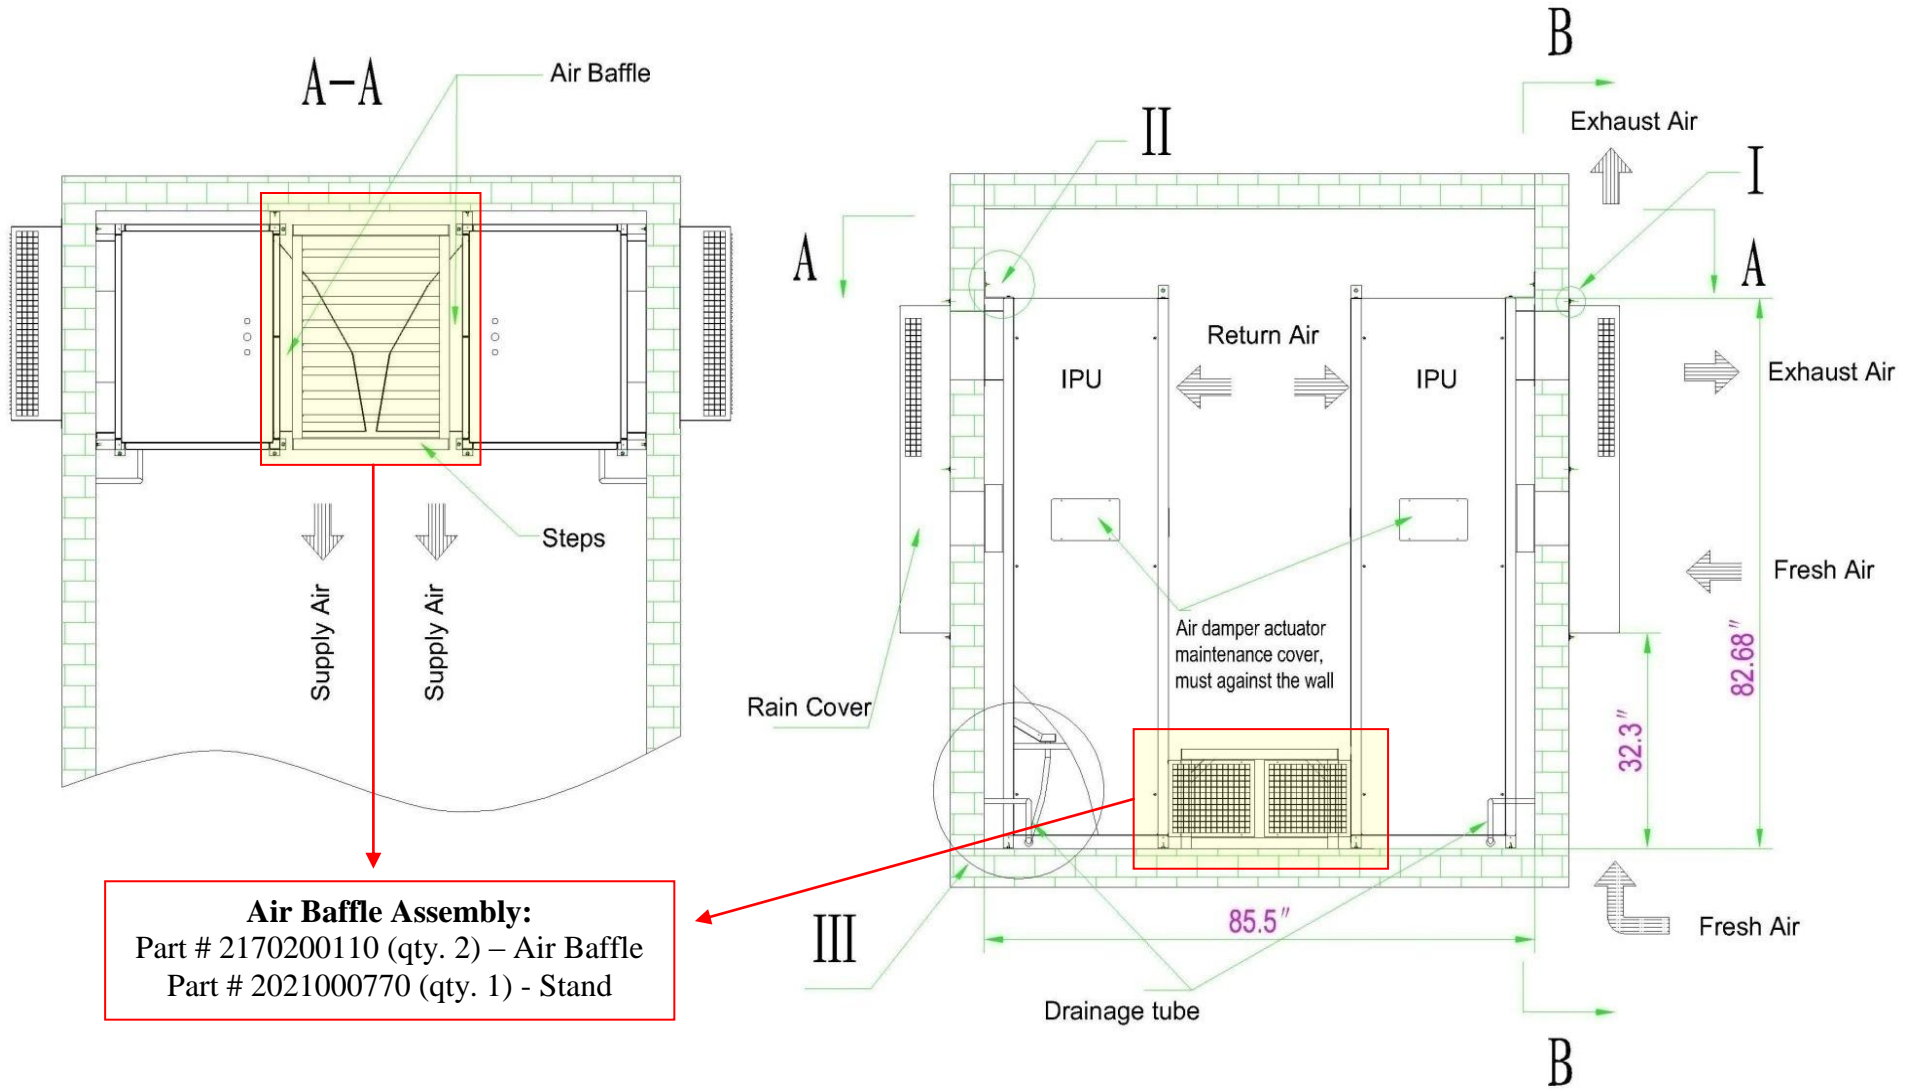 A-A
Air Baffle
Steps
Supply Air
Supply Air
Air Baffle Assembly:
Part # 2170200110 (qty. 2) – Air Baffle
Part # 2021000770 (qty. 1) - Stand
B
Exhaust Air
II
I
A
A
Return Air
IPU
IPU
Exhaust Air
Fresh Air
Air damper actuator
maintenance cover,
must against the wall
Rain Cover
82.68"
32.3"
85.5"
III
Fresh Air
Drainage tube
B